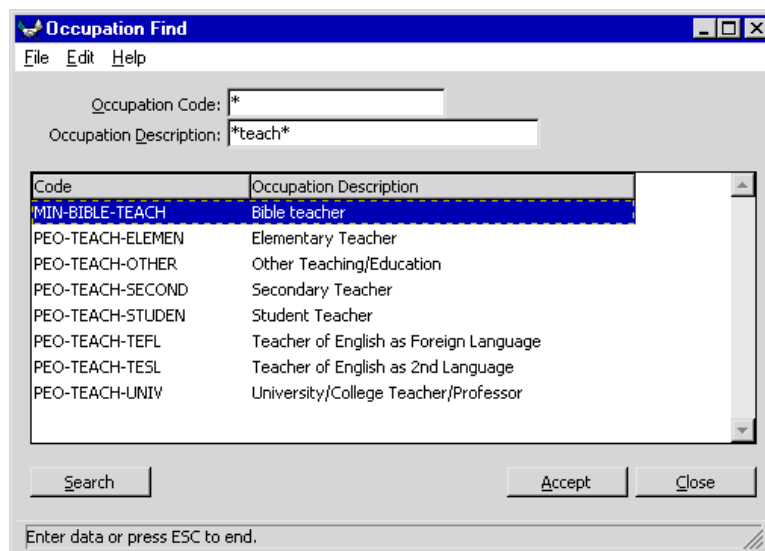 Occupation Find
File Edit Help
Occupation Code: *
Occupation Description: *teach*
Code Occupation Description
MIN-BIBLE-TEACH Bible teacher
PEO-TEACH-ELEMEN Elementary Teacher
PEO-TEACH-OTHER Other Teaching/Education
PEO-TEACH-SECOND Secondary Teacher
PEO-TEACH-STUDEN Student Teacher
PEO-TEACH-TEFL Teacher of English as Foreign Language
PEO-TEACH-TESL Teacher of English as 2nd Language
PEO-TEACH-UNIV University/College Teacher/Professor
Search Accept Close
Enter data or press ESC to end.